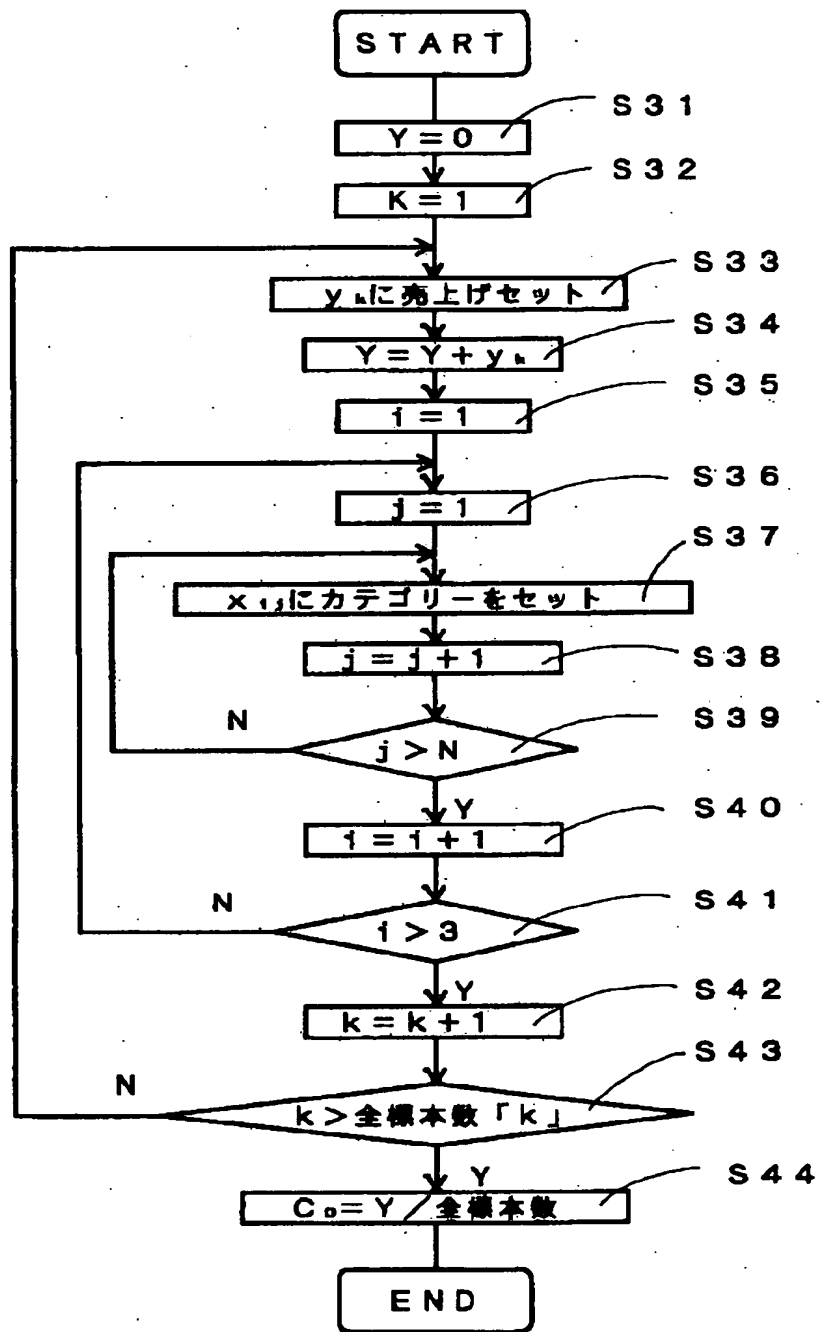 START
S31
Y=0
S32
K=1
S33
ykに売上げセット
S34
Y=Y+yk
S35
i=1
S36
j=1
S37
xijにカテゴリーをセット
S38
j=j+1
S39
N
j>N
Y
S40
i=i+1
S41
N
i>3
Y
S42
k=k+1
S43
N
k>全標本数「k」
Y
S44
C0=Y/全標本数
END